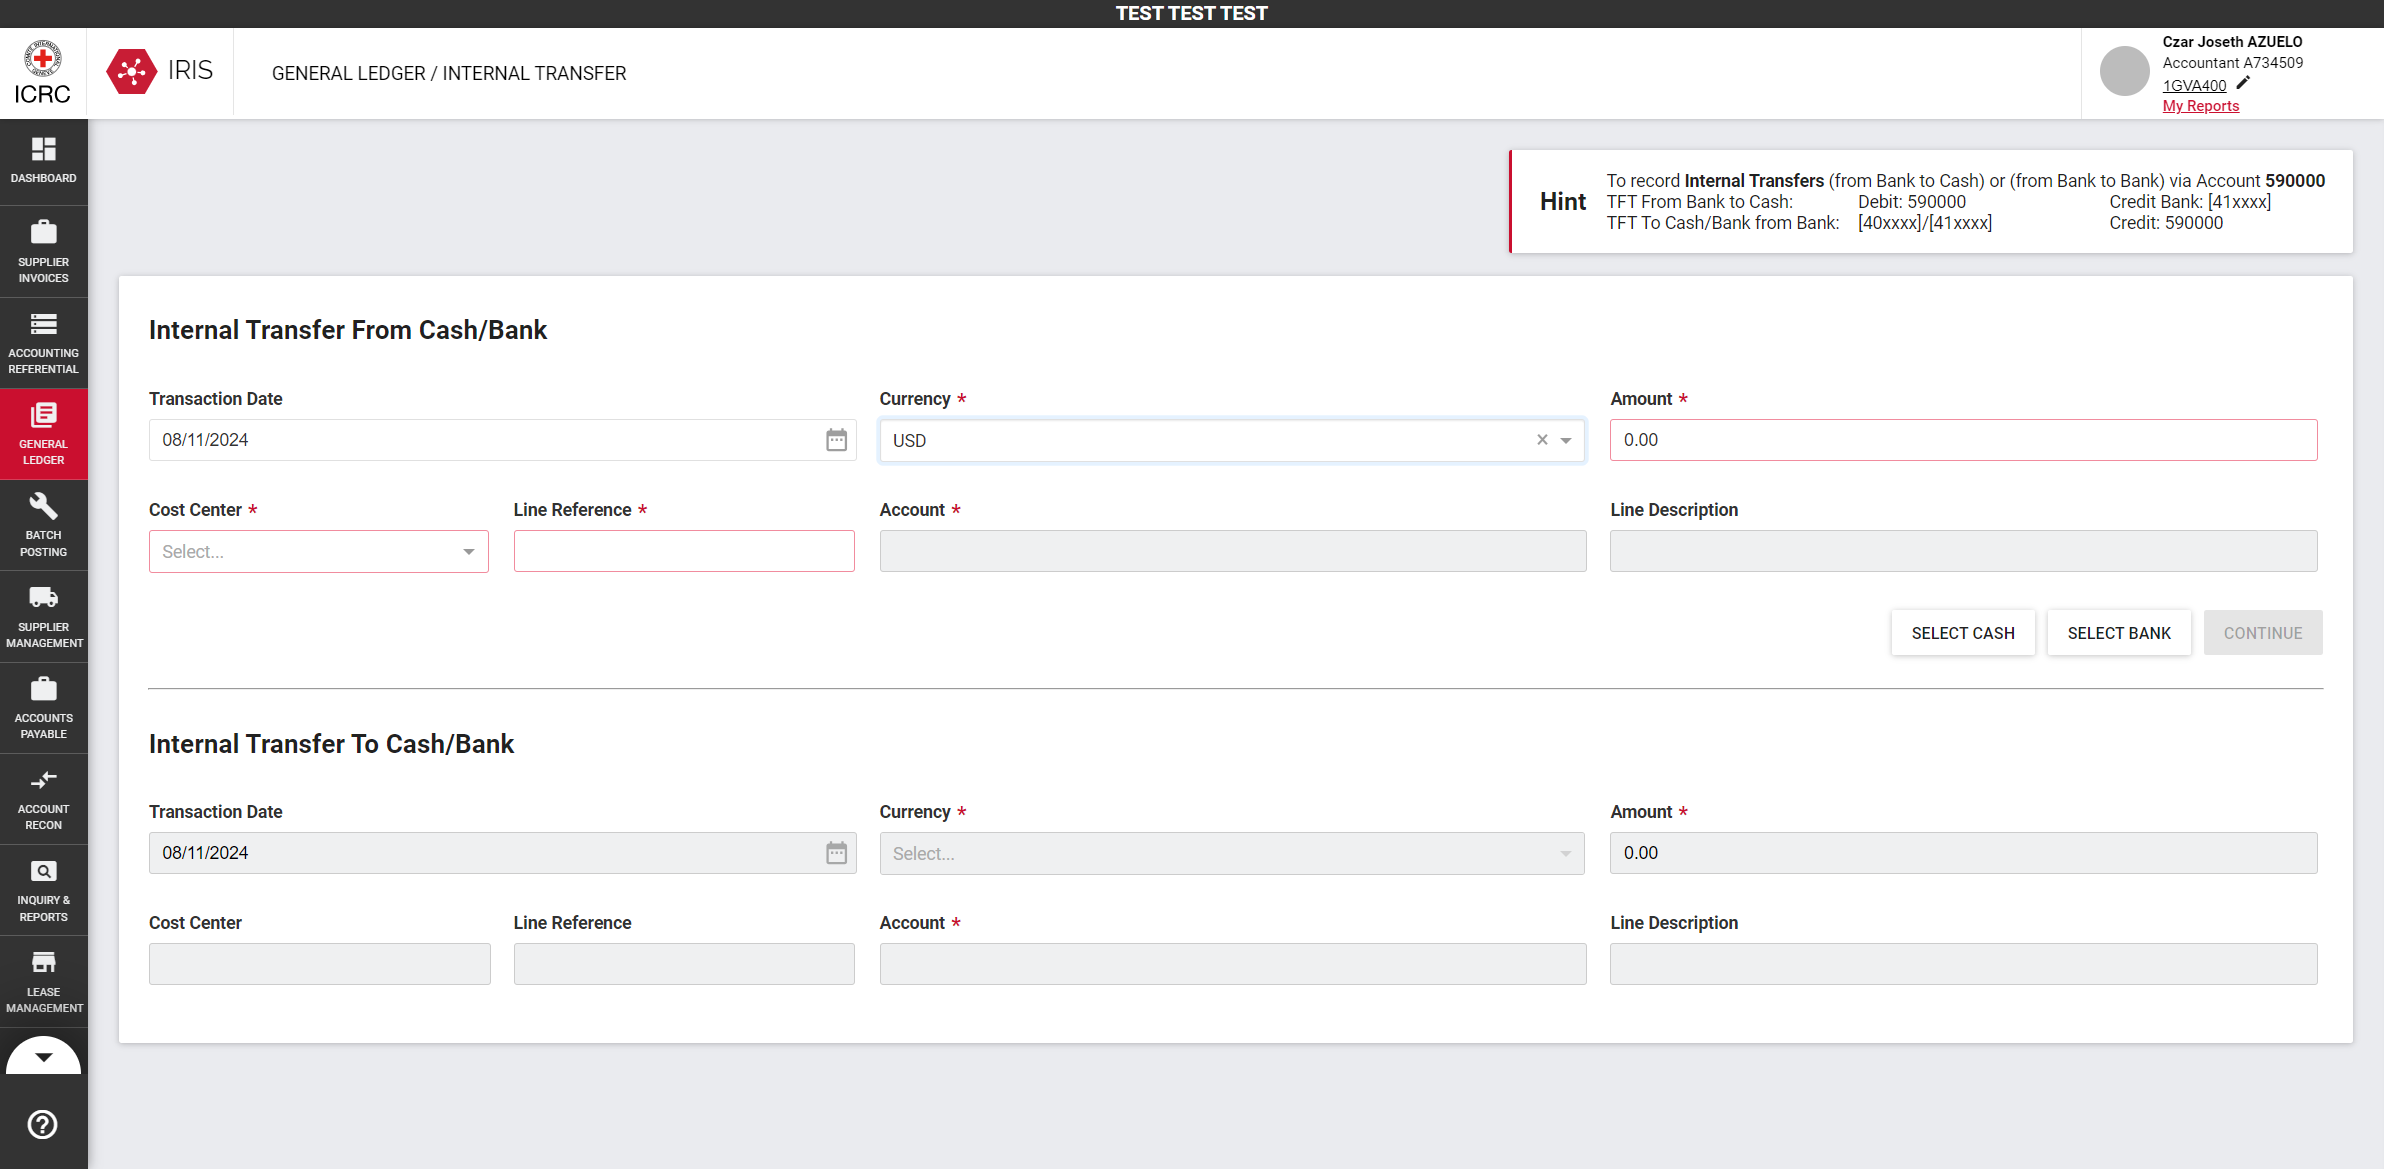 TEST TEST TEST
ICRC
IRIS
GENERAL LEDGER / INTERNAL TRANSFER
Czar Joseth AZUELO
Accountant A734509
1GVA400
My Reports
DASHBOARD
SUPPLIER
INVOICES
ACCOUNTING
REFERENTIAL
GENERAL
LEDGER
BATCH
POSTING
SUPPLIER
MANAGEMENT
ACCOUNTS
PAYABLE
ACCOUNT
RECON
INQUIRY &
REPORTS
LEASE
MANAGEMENT
Hint
To record Internal Transfers (from Bank to Cash) or (from Bank to Bank) via Account 590000
TFT From Bank to Cash: Debit: 590000 Credit Bank: [41xxxx]
TFT To Cash/Bank from Bank: [40xxxx]/[41xxxx] Credit: 590000
Internal Transfer From Cash/Bank
Transaction Date Currency * Amount *
08/11/2024 USD 0.00
Cost Center * Line Reference * Account * Line Description
Select...
SELECT CASH SELECT BANK CONTINUE
Internal Transfer To Cash/Bank
Transaction Date Currency * Amount *
08/11/2024 Select... 0.00
Cost Center Line Reference Account * Line Description